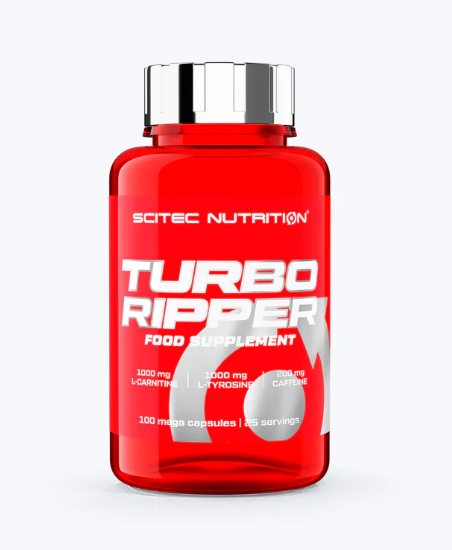 SCITEC NUTRITION®
TURBO
RIPPER
FOOD SUPPLEMENT
1000 mg 1000 mg 200 mg
L-CARNITINE L-TYROSINE CAFFEINE
100 mega capsules | 25 servings